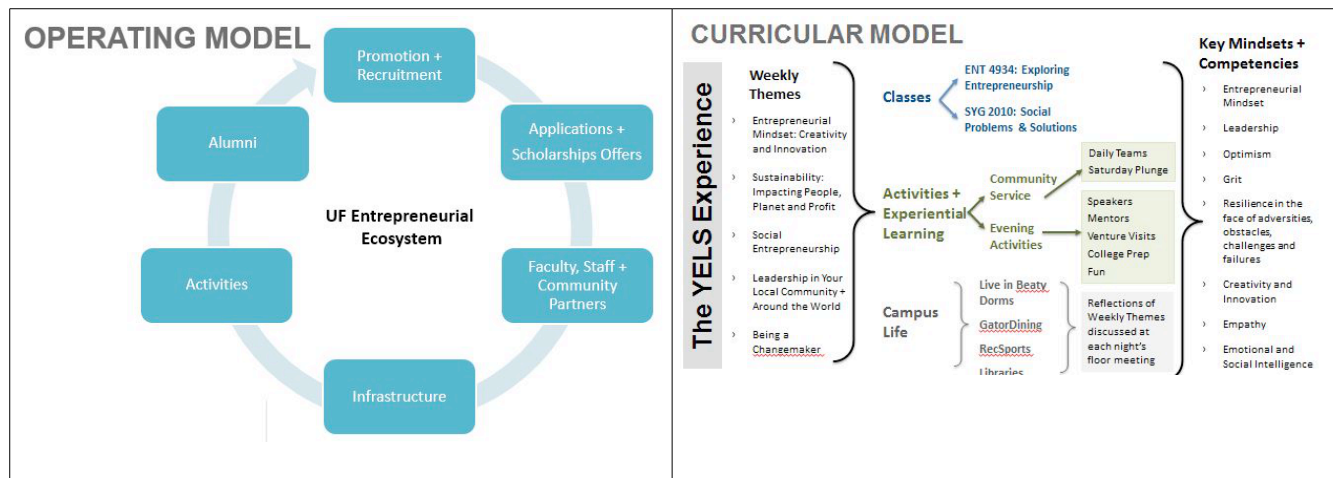 OPERATING MODEL
Promotion +
Recruitment
Applications +
Scholarships Offers
Faculty, Staff +
Community
Partners
Infrastructure
Activities
Alumni
UF Entrepreneurial
Ecosystem
CURRICULAR MODEL
The YELS Experience
Weekly
Themes
› Entrepreneurial
Mindset: Creativity
and Innovation
› Sustainability:
Impacting People,
Planet and Profit
› Social
Entrepreneurship
› Leadership in Your
Local Community +
Around the World
› Being a
Changemaker
Classes
ENT 4934: Exploring
Entrepreneurship
SYG 2010: Social
Problems & Solutions
Activities +
Experiential
Learning
Community
Service
Daily Teams
Saturday Plunge
Evening
Activities
Speakers
Mentors
Venture Visits
College Prep
Fun
Campus
Life
Live in Beaty
Dorms
GatorDining
RecSports
Libraries
Reflections of
Weekly Themes
discussed at
each night's
floor meeting
Key Mindsets +
Competencies
› Entrepreneurial
Mindset
› Leadership
› Optimism
› Grit
› Resilience in the
face of adversities,
obstacles,
challenges and
failures
› Creativity and
Innovation
› Empathy
› Emotional and
Social Intelligence